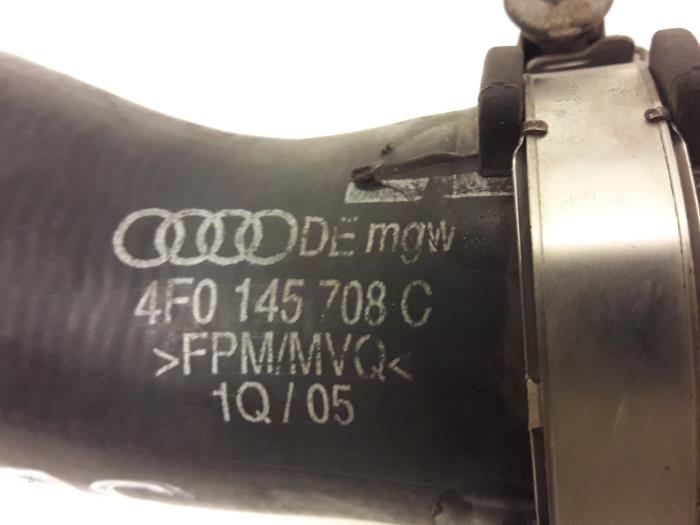 DE mgw
4F0 145 708 C
>FPM/MVQ<
1Q / 05